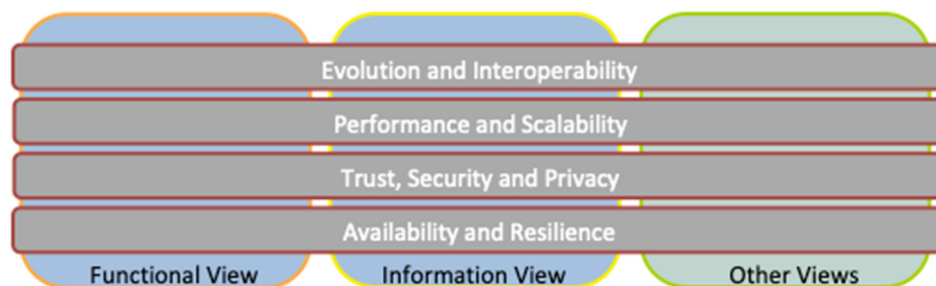 Evolution and Interoperability
Performance and Scalability
Trust, Security and Privacy
Availability and Resilience
Functional View
Information View
Other Views